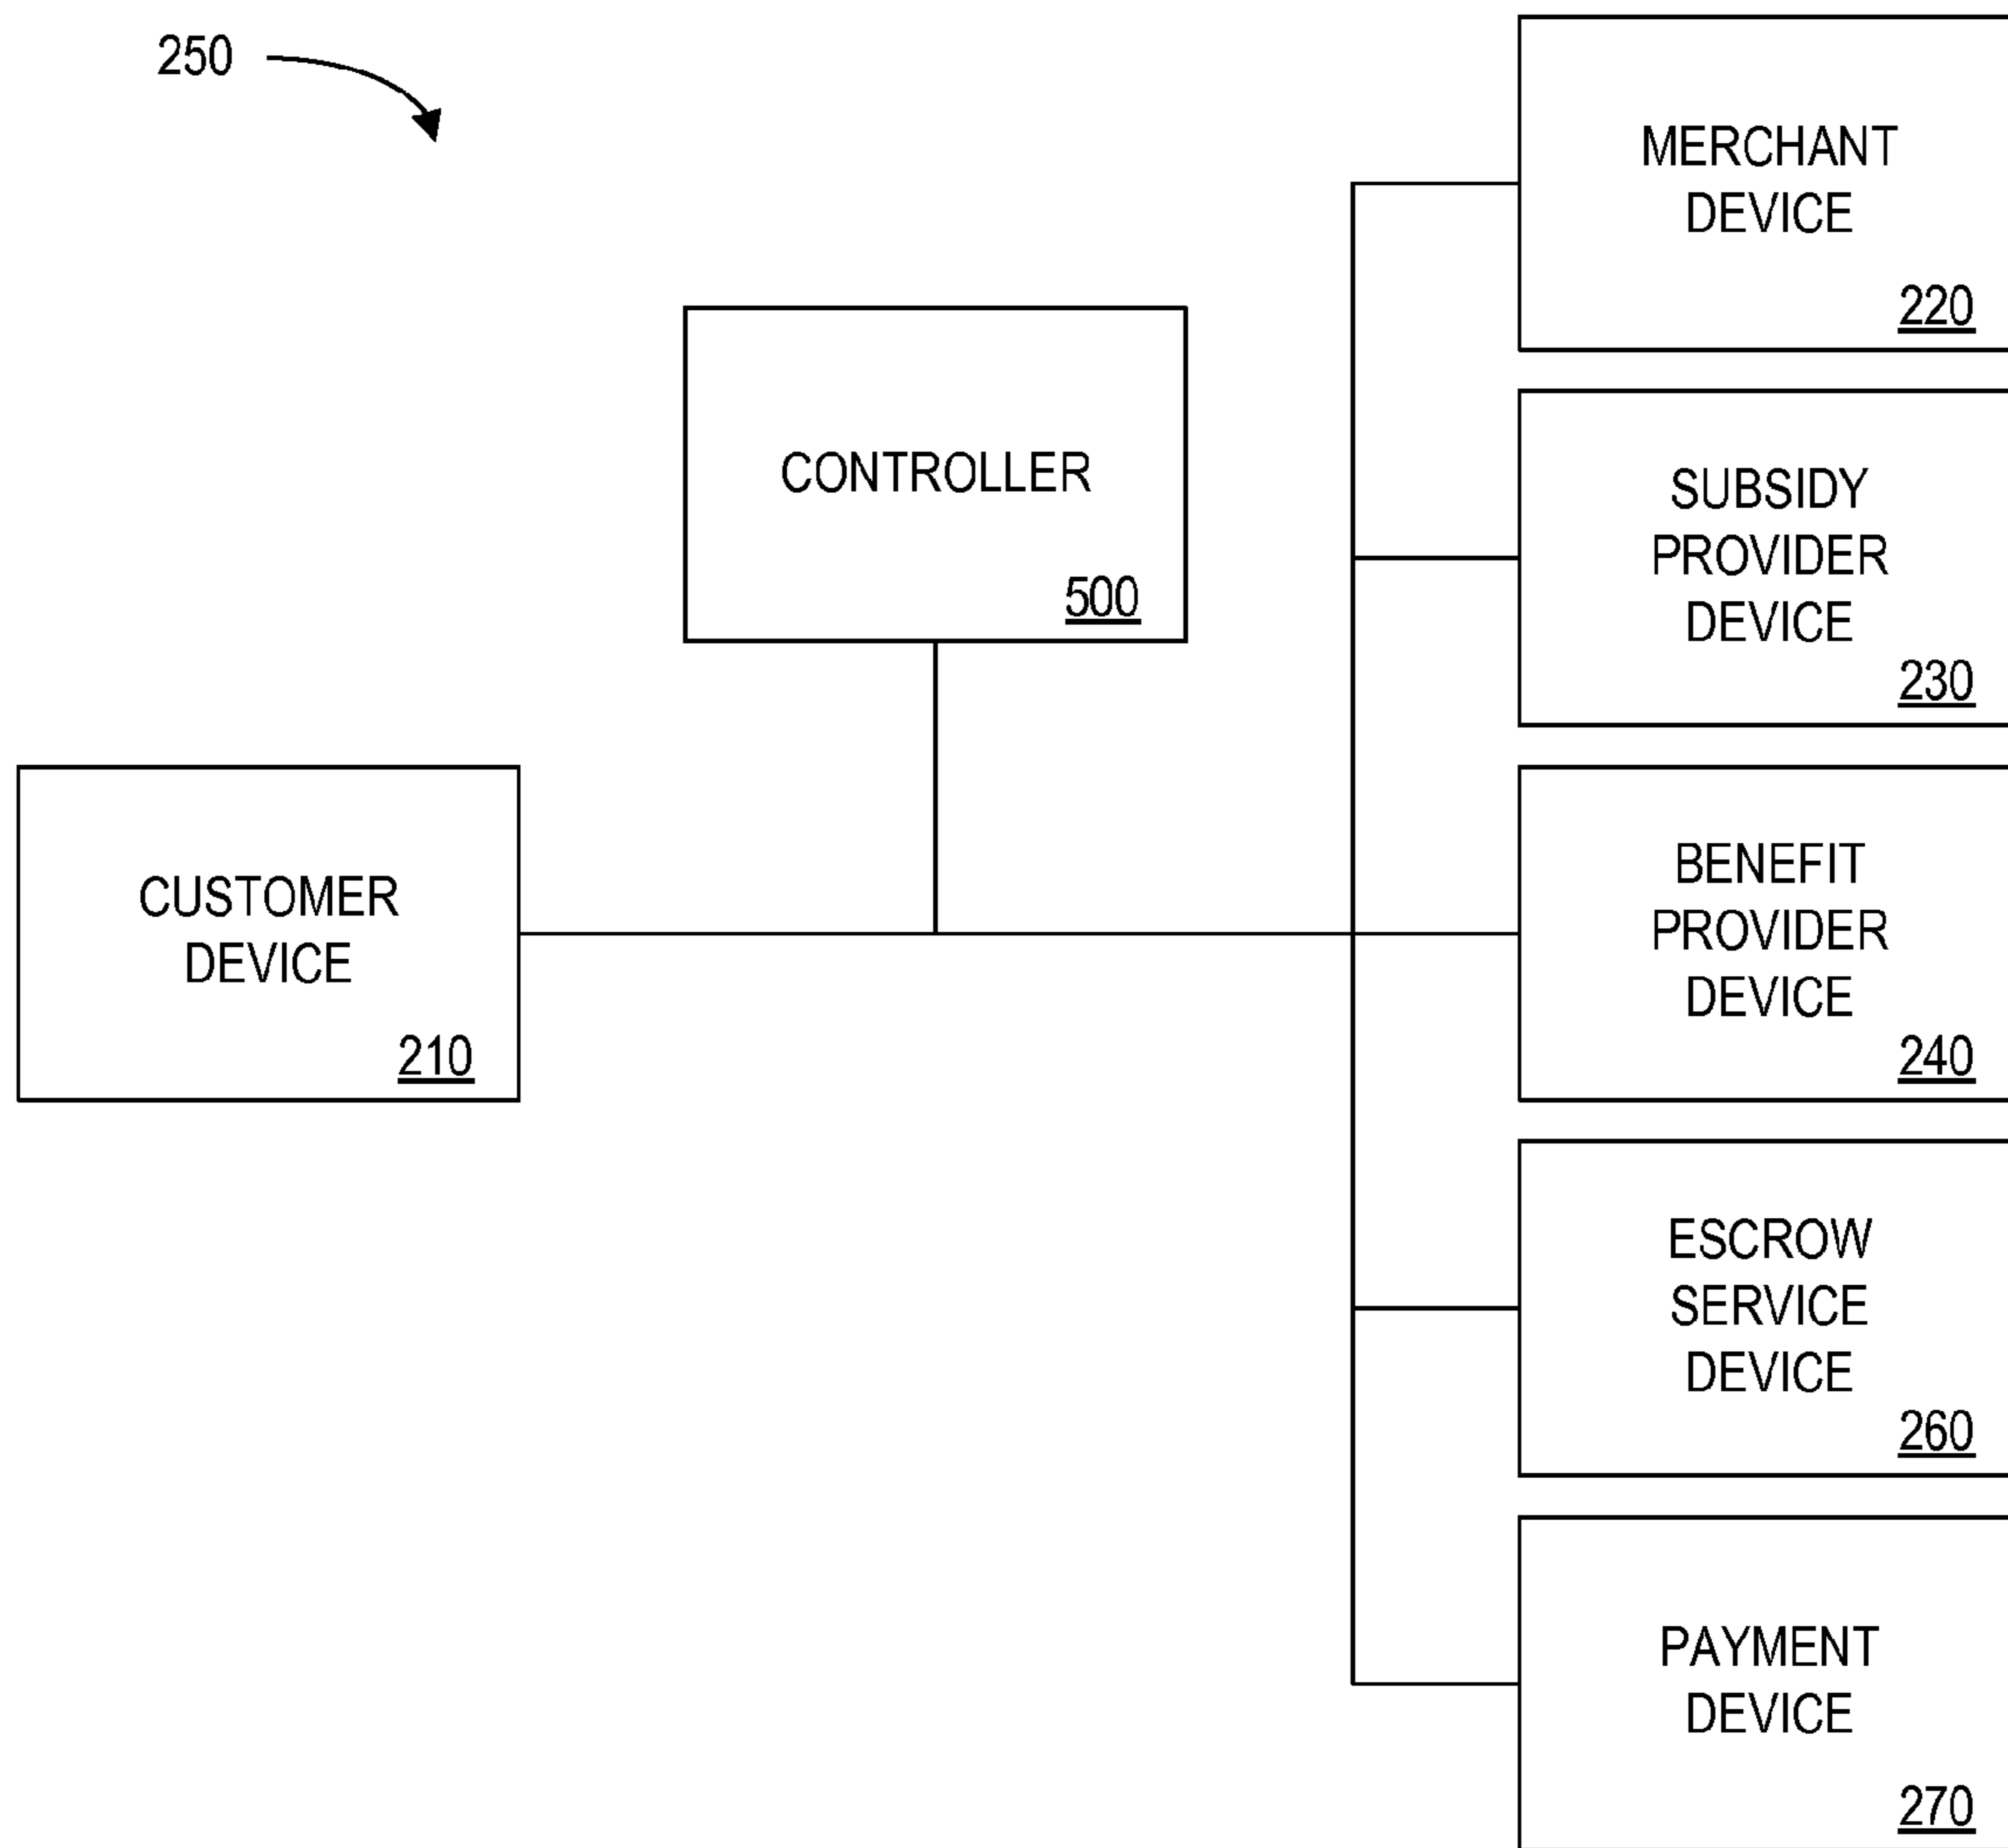 250
MERCHANT
DEVICE
220
CONTROLLER
500
SUBSIDY
PROVIDER
DEVICE
230
CUSTOMER
DEVICE
210
BENEFIT
PROVIDER
DEVICE
240
ESCROW
SERVICE
DEVICE
260
PAYMENT
DEVICE
270